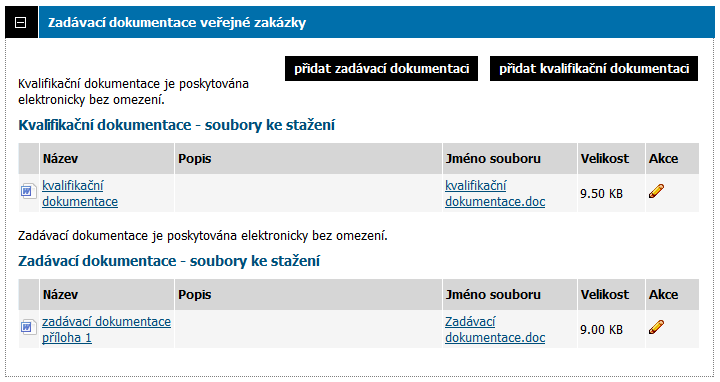 Zadávací dokumentace veřejné zakázky
přidat zadávací dokumentaci přidat kvalifikační dokumentaci
Kvalifikační dokumentace je poskytována
elektronicky bez omezení.
Kvalifikační dokumentace - soubory ke stažení
Název Popis Jméno souboru Velikost Akce
kvalifikační dokumentace kvalifikační dokumentace.doc 9.50 KB
Zadávací dokumentace je poskytována elektronicky bez omezení.
Zadávací dokumentace - soubory ke stažení
Název Popis Jméno souboru Velikost Akce
zadávací dokumentace příloha 1 Zadávací dokumentace.doc 9.00 KB